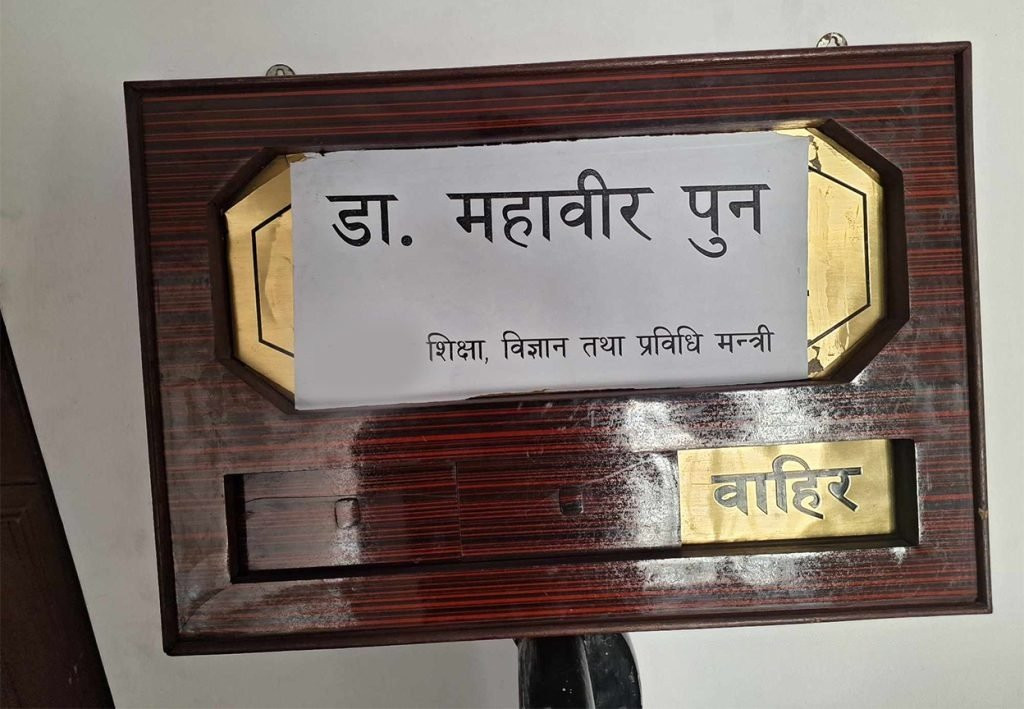 डा. महावीर पुन
शिक्षा, विज्ञान तथा प्रविधि मन्त्री
वाहिर